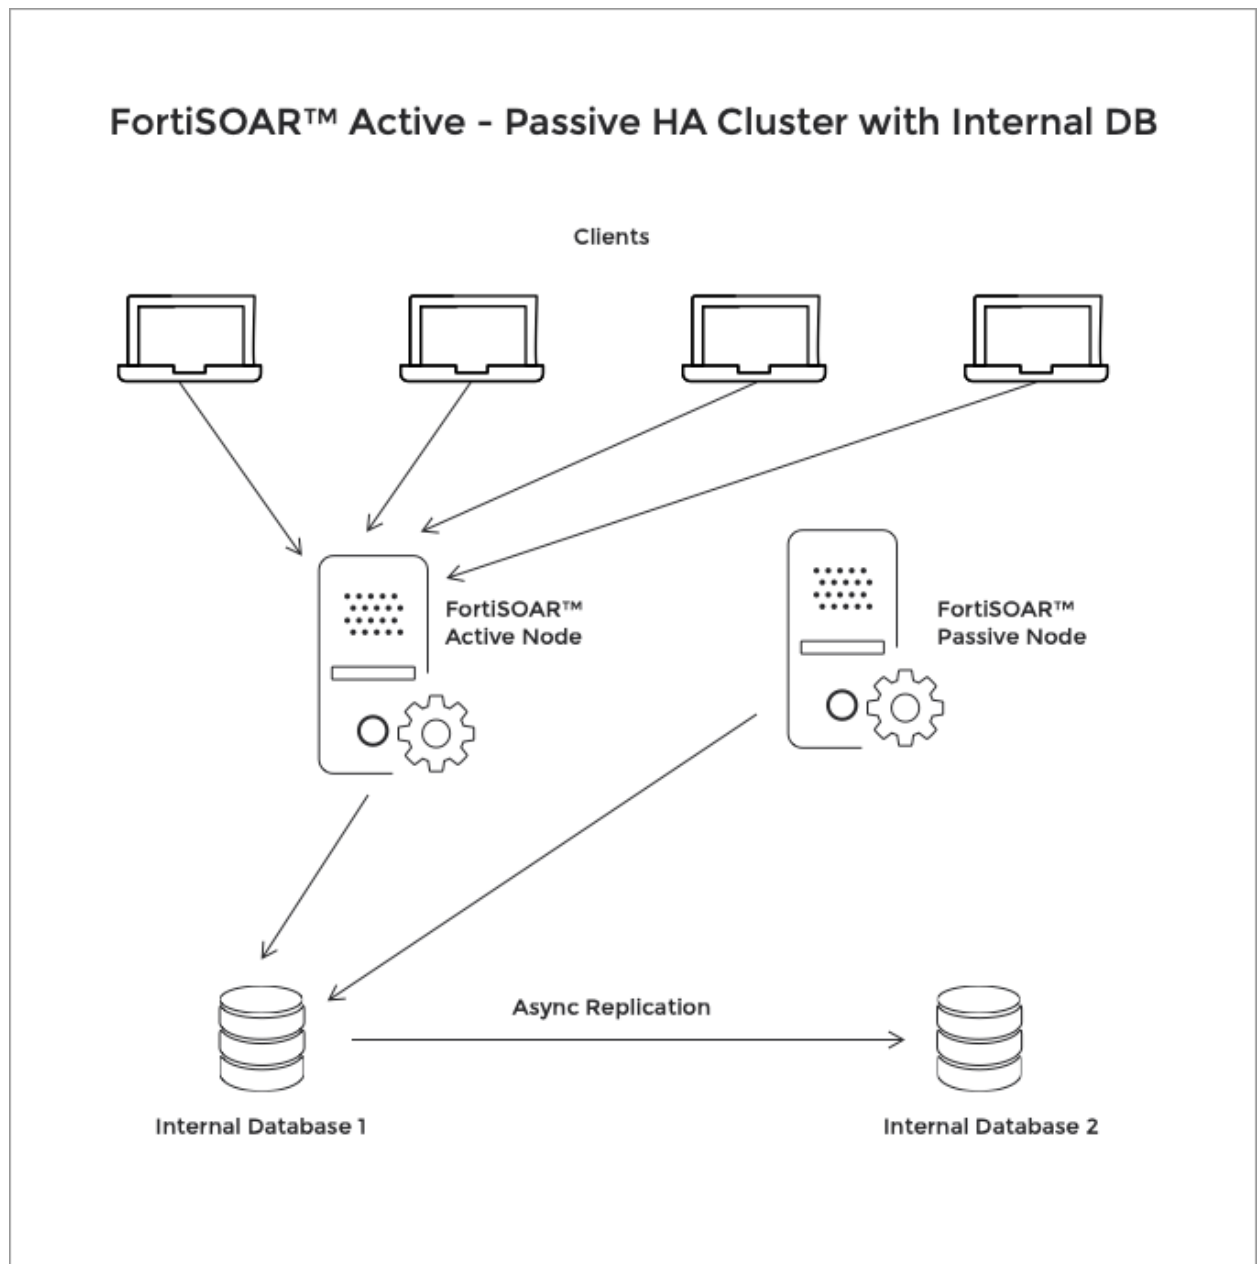 FortiSOAR™ Active - Passive HA Cluster with Internal DB
Clients
FortiSOAR™
Active Node
FortiSOAR™
Passive Node
Async Replication
Internal Database 1
Internal Database 2